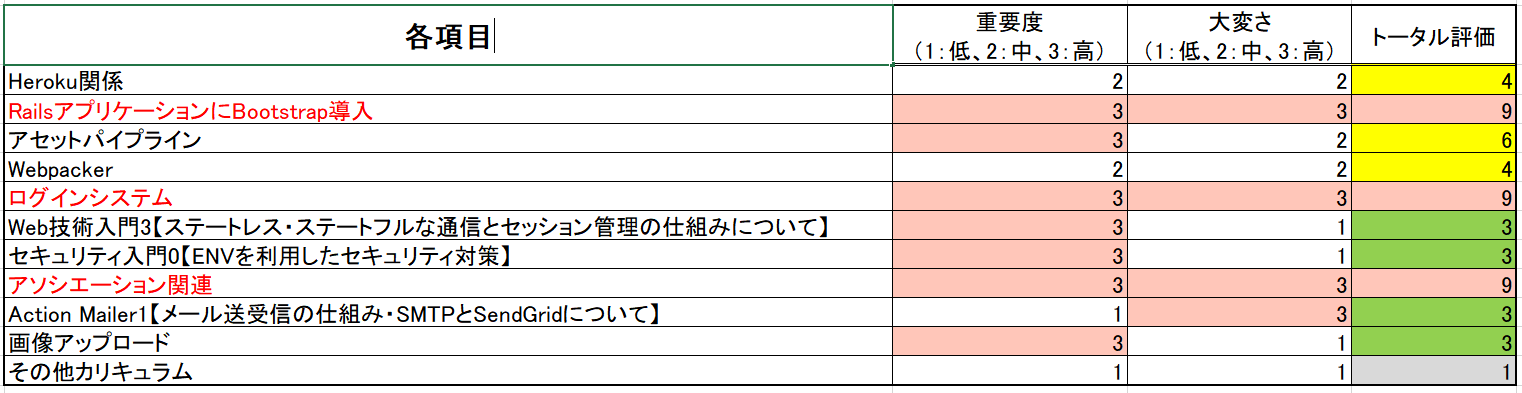 各項目 重要度 大変さ トータル評価
(1:低、2:中、3:高) (1:低、2:中、3:高)
Heroku関係 2 2 4
RailsアプリケーションにBootstrap導入 3 3 9
アセットパイプライン 3 2 6
Webpacker 2 2 4
ログインシステム 3 3 9
Web技術入門3【ステートレス・ステートフルな通信とセッション管理の仕組みについて】 3 1 3
セキュリティ入門0【ENVを利用したセキュリティ対策】 3 1 3
アソシエーション関連 3 3 9
Action Mailer1【メール送受信の仕組み・SMTPとSendGridについて】 1 3 3
画像アップロード 3 1 3
その他カリキュラム 1 1 1